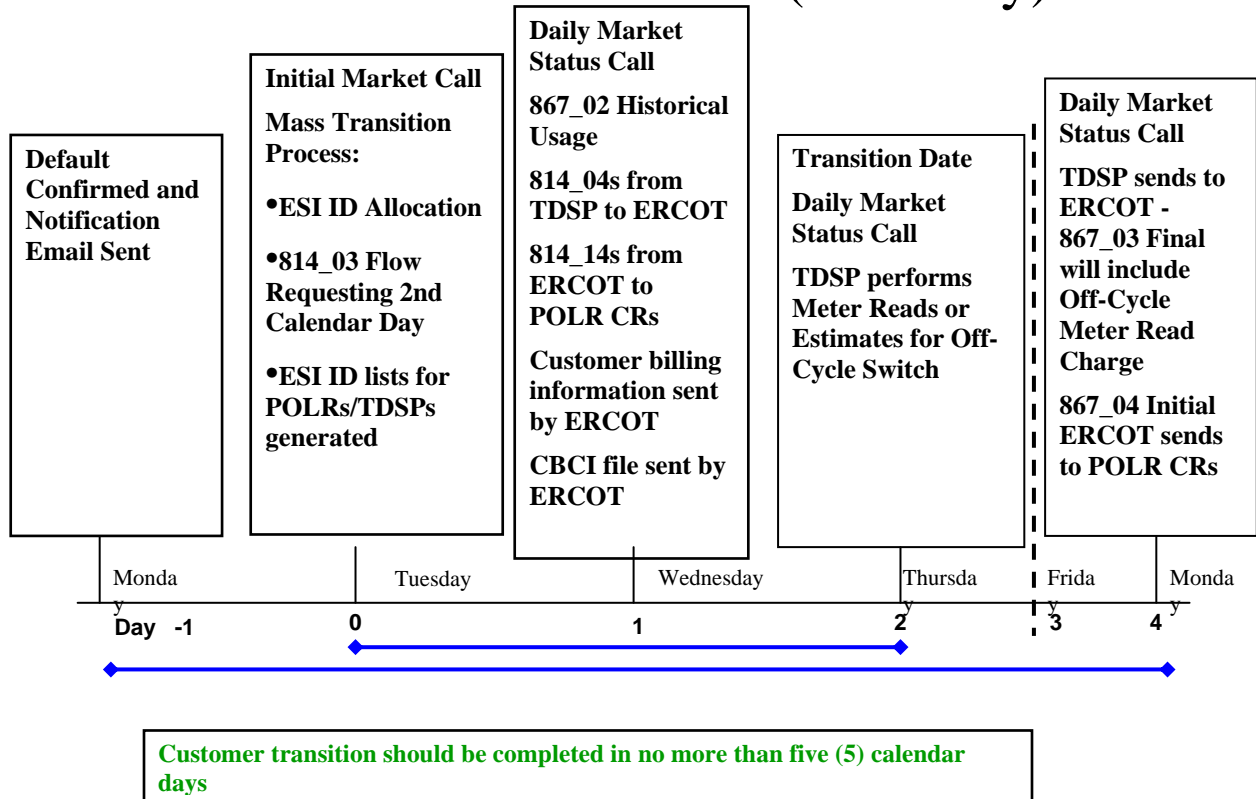 Default
Confirmed and
Notification
Email Sent
Initial Market Call
Mass Transition
Process:
•ESI ID Allocation
•814_03 Flow
Requesting 2nd
Calendar Day
•ESI ID lists for
POLRs/TDSPs
generated
Daily Market
Status Call
867_02 Historical
Usage
814_04s from
TDSP to ERCOT
814_14s from
ERCOT to
POLR CRs
Customer billing
information sent
by ERCOT
CBCI file sent by
ERCOT
Transition Date
Daily Market
Status Call
TDSP performs
Meter Reads or
Estimates for Off-
Cycle Switch
Daily Market
Status Call
TDSP sends to
ERCOT -
867_03 Final
will include
Off-Cycle
Meter Read
Charge
867_04 Initial
ERCOT sends
to POLR CRs
Monda
y
Tuesday
Wednesday
Thursda
y
Frida
y
Monda
y
Day -1
0
1
2
3
4
Customer transition should be completed in no more than five (5) calendar
days